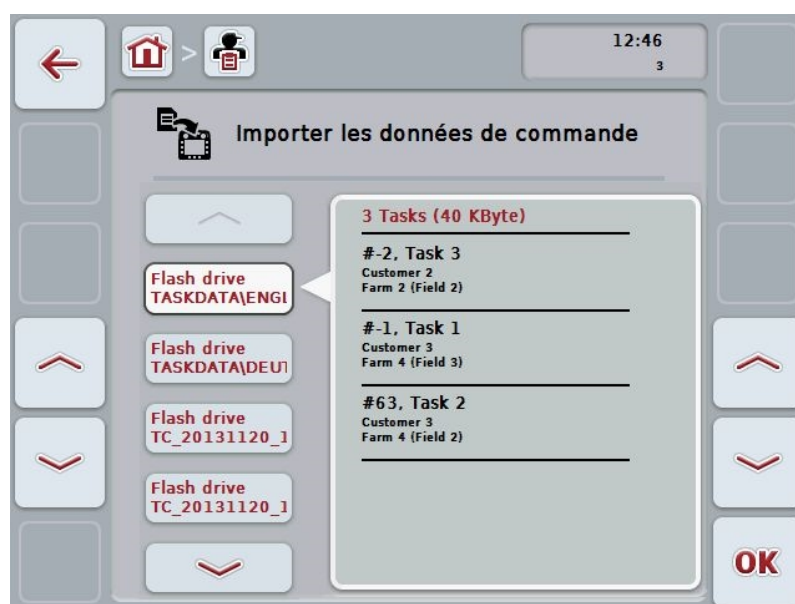 >
12:46
3
Importer les données de commande
Flash drive
TASKDATA\ENGL
Flash drive
TASKDATA\DEUT
Flash drive
TC_20131120_1
Flash drive
TC_20131120_1
3 Tasks (40 KByte)
#-2, Task 3
Customer 2
Farm 2 (Field 2)
#-1, Task 1
Customer 3
Farm 4 (Field 3)
#63, Task 2
Customer 3
Farm 4 (Field 2)
OK